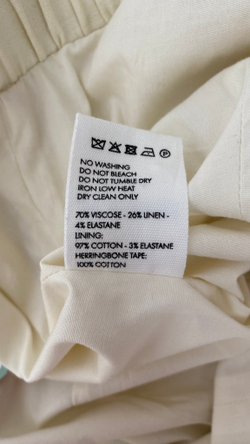 NO WASHING
DO NOT BLEACH
DO NOT TUMBLE DRY
IRON LOW HEAT
DRY CLEAN ONLY
70% VISCOSE - 26% LINEN -
4% ELASTANE
LINING:
97% COTTON - 3% ELASTANE
HERRINGBONE TAPE:
100% COTTON